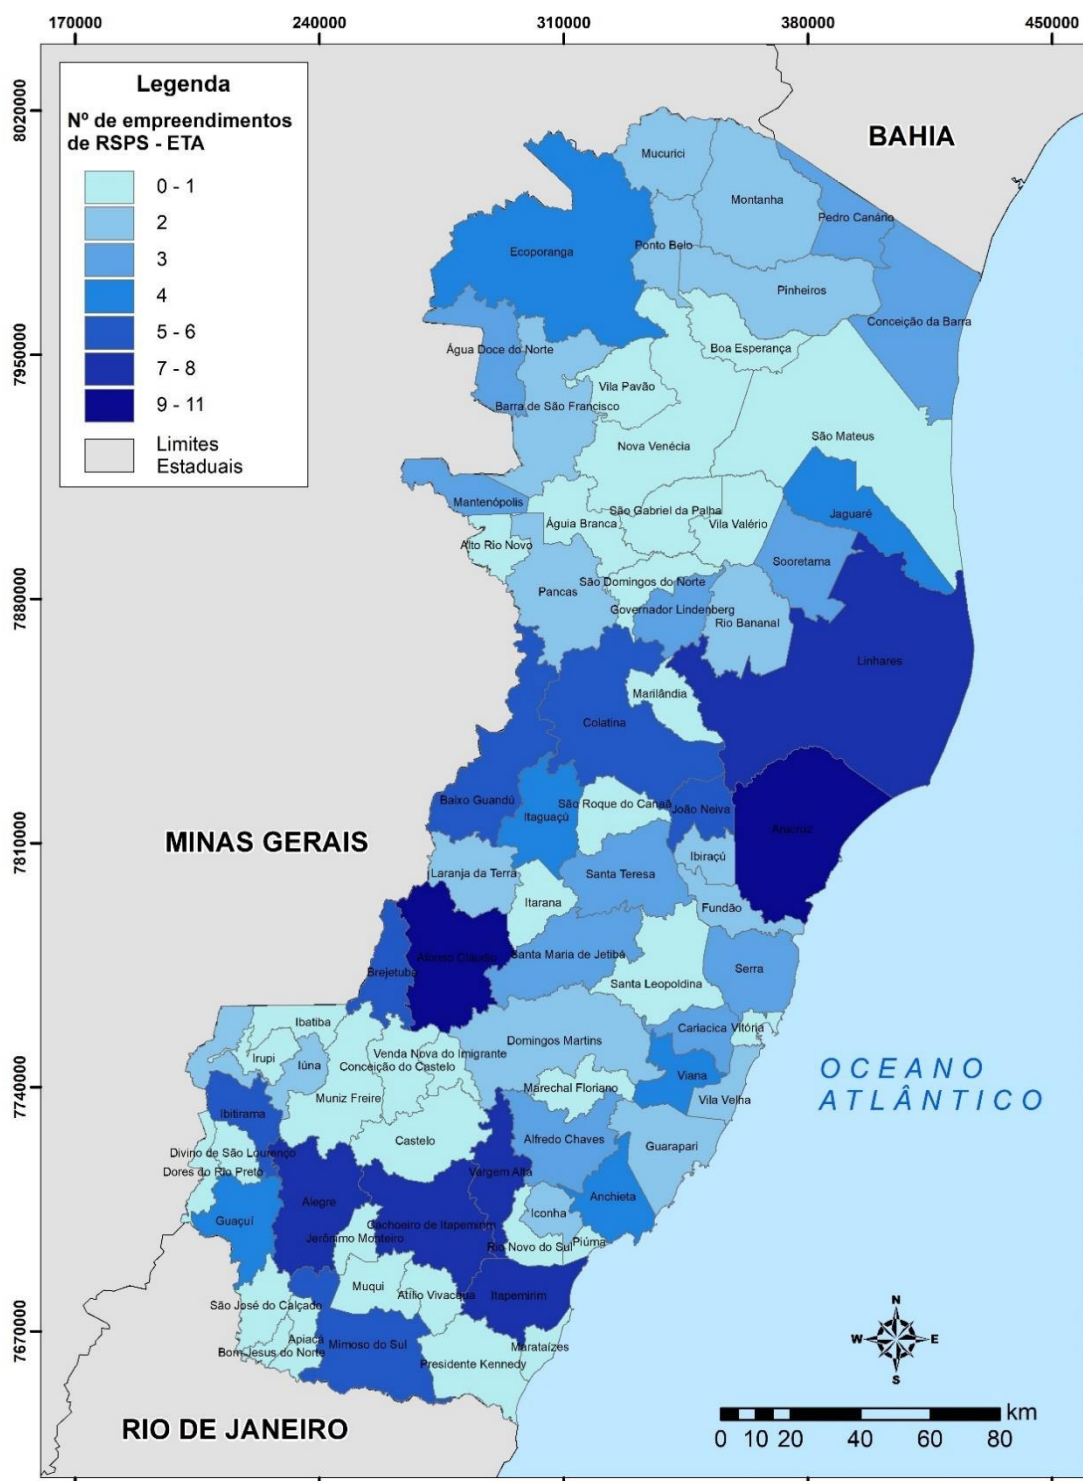 170000 240000 310000 380000 450000
8020000
7950000
7880000
7810000
7740000
7670000
Legenda
Nº de empreendimentos
de RSPS - ETA
0 - 1
2
3
4
5 - 6
7 - 8
9 - 11
Limites
Estaduais
BAHIA
Mucurici
Montanha
Pedro Canário
Ecoporanga
Ponto Belo
Pinheiros
Conceição da Barra
Água Doce do Norte
Boa Esperança
Vila Pavão
Barra de São Francisco
São Mateus
Nova Venécia
Mantenópolis
São Gabriel da Palha
Jaguaré
Águia Branca
Vila Valério
Alto Rio Novo
Sooretama
São Domingos do Norte
Pancas
Governador Lindenberg
Rio Bananal
Linhares
Marilândia
Colatina
Baixo Guandú
São Roque do Canaã
João Neiva
Itaguaçú
Aracruz
MINAS GERAIS
Ibiraçú
Laranja da Terra
Santa Teresa
Itarana
Fundão
Afonso Cláudio
Santa Maria de Jetibá
Brejetuba
Serra
Santa Leopoldina
Ibatiba
Cariacica
Vitória
Domingos Martins
Venda Nova do Imigrante
Irupi
Iúna
Conceição do Castelo
Viana
OCEANO
ATLÂNTICO
Marechal Floriano
Muniz Freire
Vila Velha
Ibitirama
Castelo
Alfredo Chaves
Guarapari
Divino de São Lourenço
Dores do Rio Preto
Vargem Alta
Alegre
Anchieta
Guaçuí
Iconha
Cachoeiro de Itapemirim
Jerônimo Monteiro
Rio Novo do Sul
Piúma
Muqui
Atílio Vivacqua
Itapemirim
São José do Calçado
Apiacá
Mimoso do Sul
Bom Jesus do Norte
Marataízes
Presidente Kennedy
RIO DE JANEIRO
N
W E
S
km
0 10 20 40 60 80